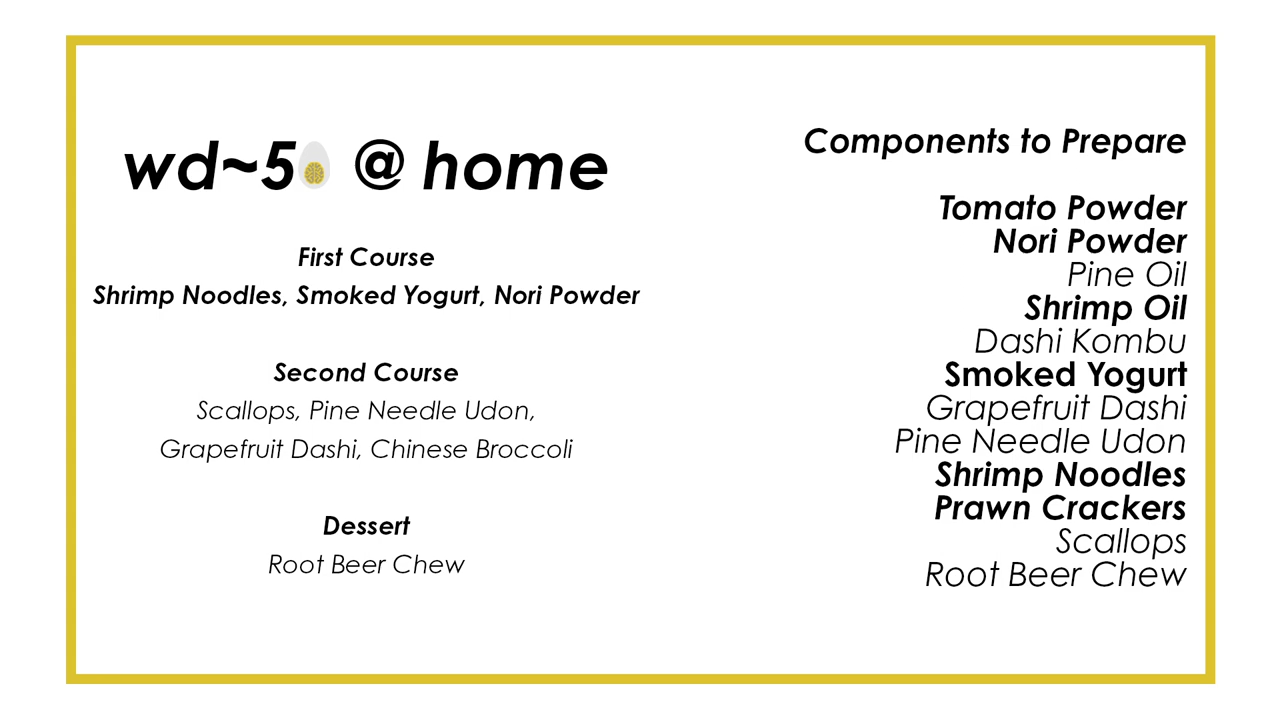 wd~5 @ home
First Course
Shrimp Noodles, Smoked Yogurt, Nori Powder
Second Course
Scallops, Pine Needle Udon,
Grapefruit Dashi, Chinese Broccoli
Dessert
Root Beer Chew
Components to Prepare
Tomato Powder
Nori Powder
Pine Oil
Shrimp Oil
Dashi Kombu
Smoked Yogurt
Grapefruit Dashi
Pine Needle Udon
Shrimp Noodles
Prawn Crackers
Scallops
Root Beer Chew